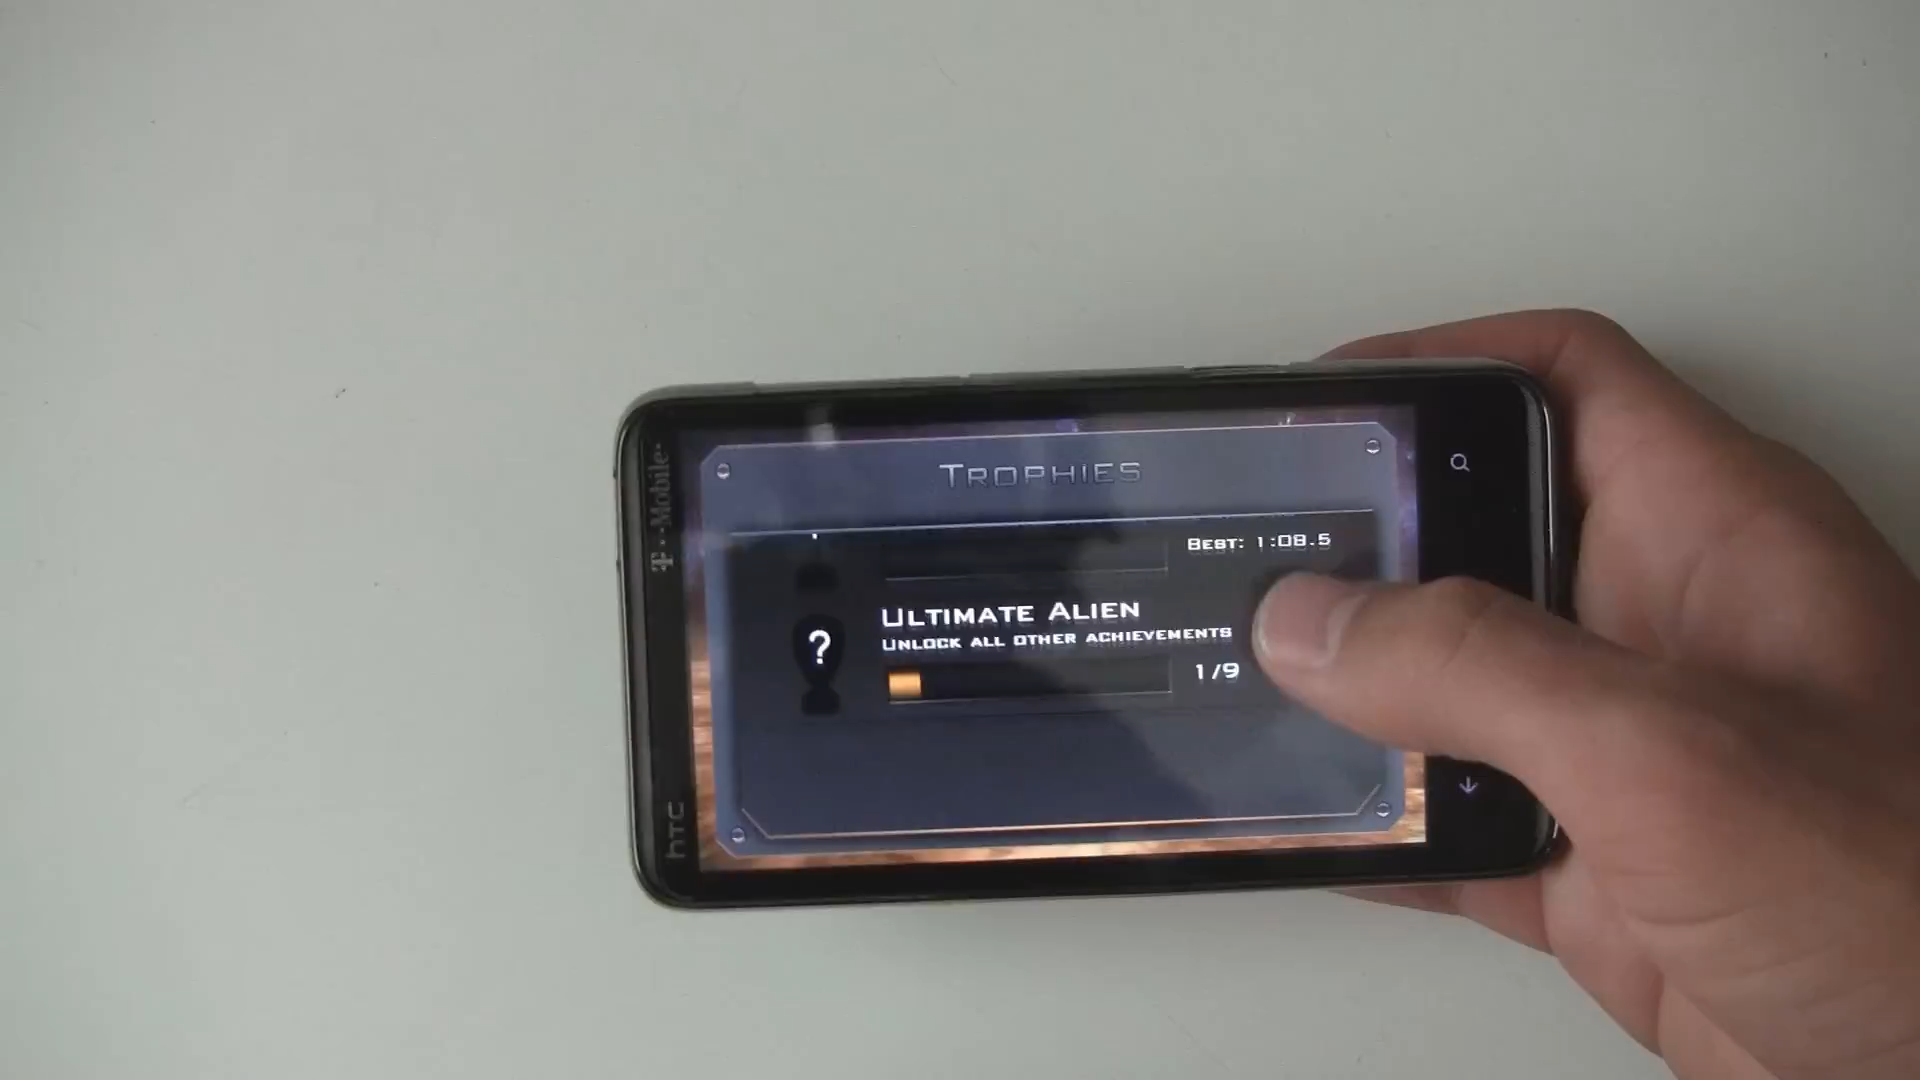 T··Mobile·
hTC
TROPHIES
BEST: 1:08.5
ULTIMATE ALIEN
UNLOCK ALL OTHER ACHIEVEMENTS
?
1/9